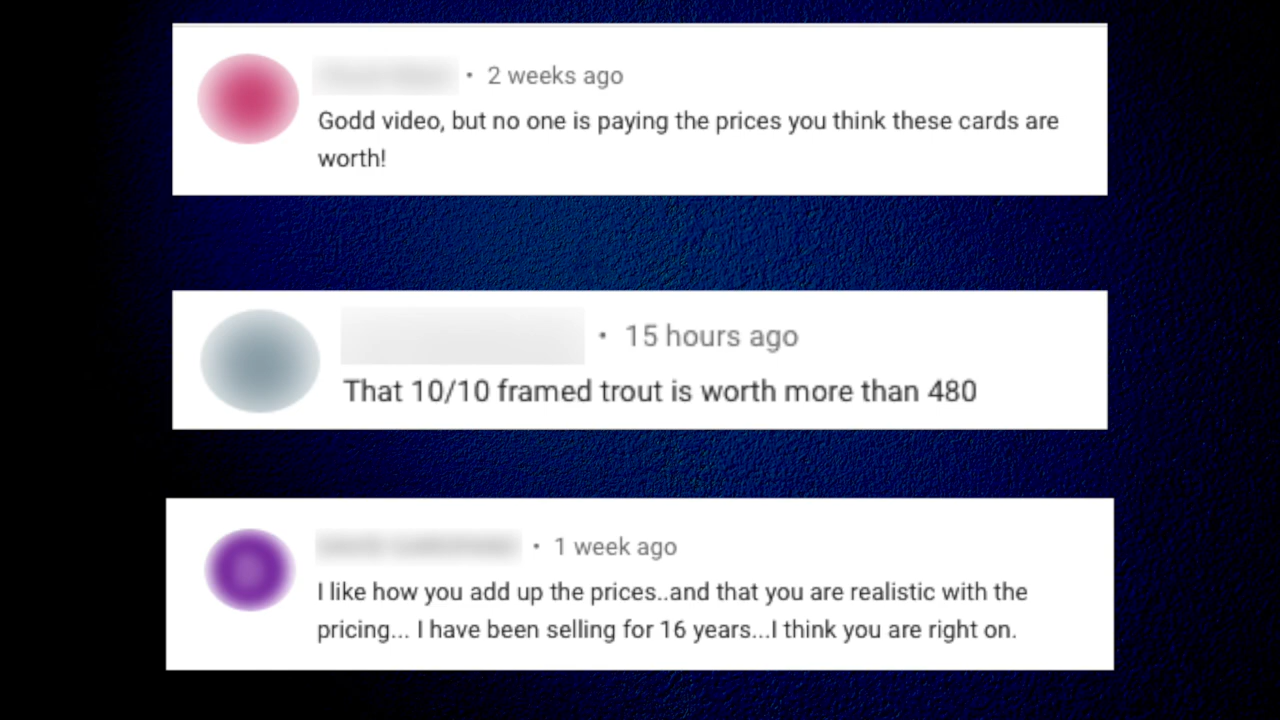 • 2 weeks ago
Godd video, but no one is paying the prices you think these cards are
worth!
• 15 hours ago
That 10/10 framed trout is worth more than 480
• 1 week ago
I like how you add up the prices..and that you are realistic with the
pricing... I have been selling for 16 years...I think you are right on.